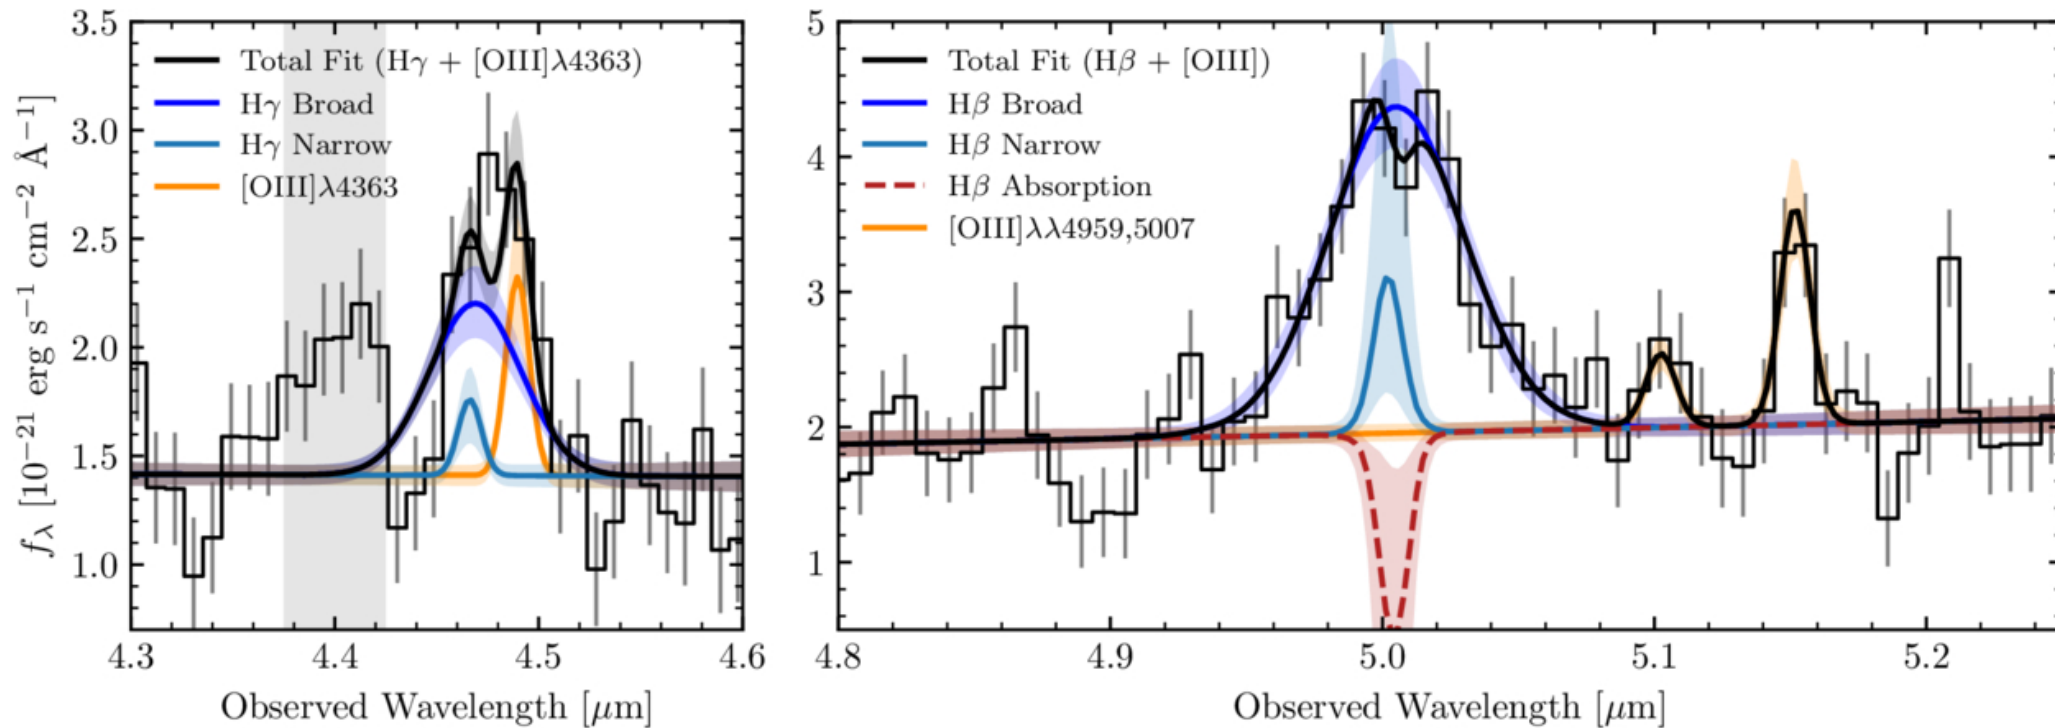 3.5
3.0
2.5
2.0
1.5
1.0
fλ [10−21 erg s−1 cm−2 Å−1]
Total Fit (Hγ + [OIII]λ4363)
Hγ Broad
Hγ Narrow
[OIII]λ4363
4.3 4.4 4.5 4.6
Observed Wavelength [μm]
5
4
3
2
1
Total Fit (Hβ + [OIII])
Hβ Broad
Hβ Narrow
Hβ Absorption
[OIII]λλ4959,5007
4.8 4.9 5.0 5.1 5.2
Observed Wavelength [μm]